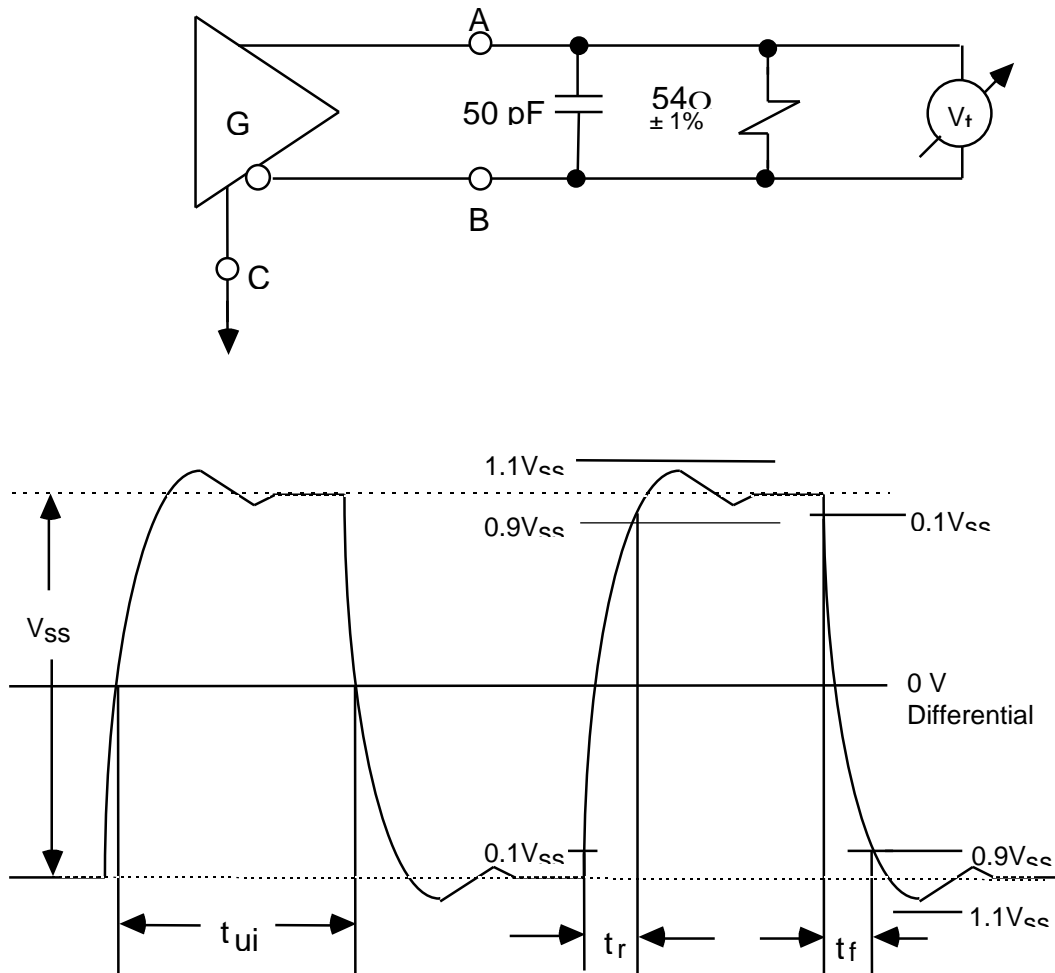 A
G
50 pF
54Ω
± 1%
Vt
B
C
1.1VSS
0.9VSS
0.1VSS
VSS
0 V
Differential
0.1VSS
0.9VSS
1.1VSS
tui
tr
tf